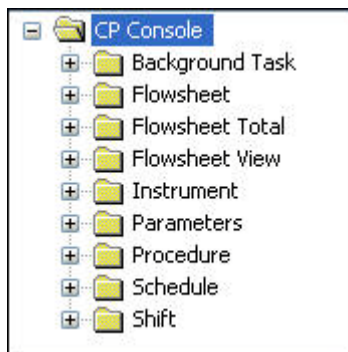 CP Console
Background Task
Flowsheet
Flowsheet Total
Flowsheet View
Instrument
Parameters
Procedure
Schedule
Shift